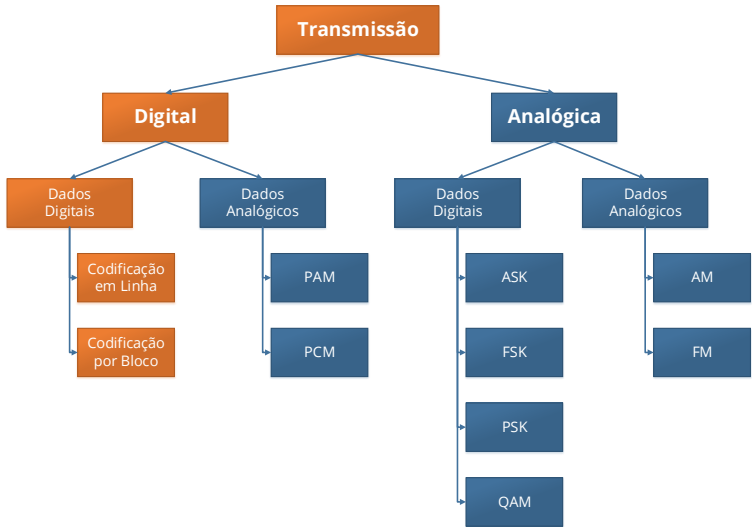 Transmissão
Digital
Analógica
Dados
Digitais
Dados
Analógicos
Dados
Digitais
Dados
Analógicos
Codificação
em Linha
PAM
ASK
AM
Codificação
por Bloco
PCM
FSK
FM
PSK
QAM